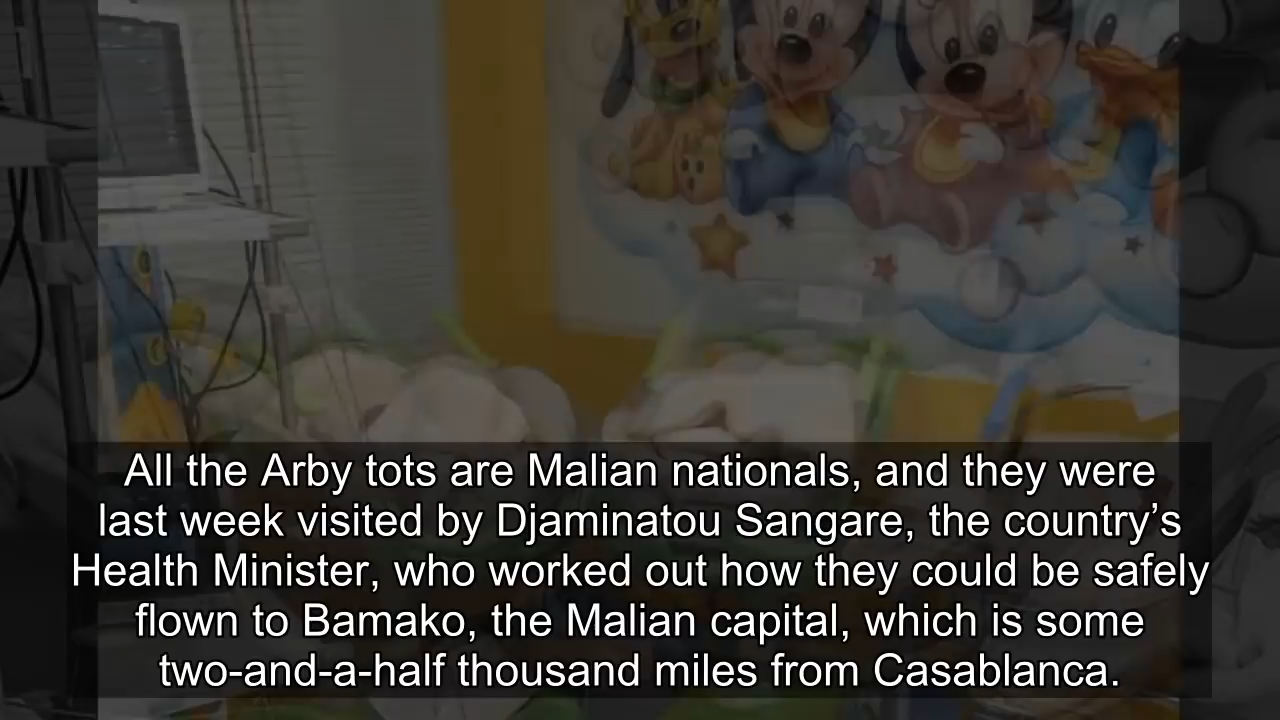 All the Arby tots are Malian nationals, and they were
last week visited by Djaminatou Sangare, the country’s
Health Minister, who worked out how they could be safely
flown to Bamako, the Malian capital, which is some
two-and-a-half thousand miles from Casablanca.